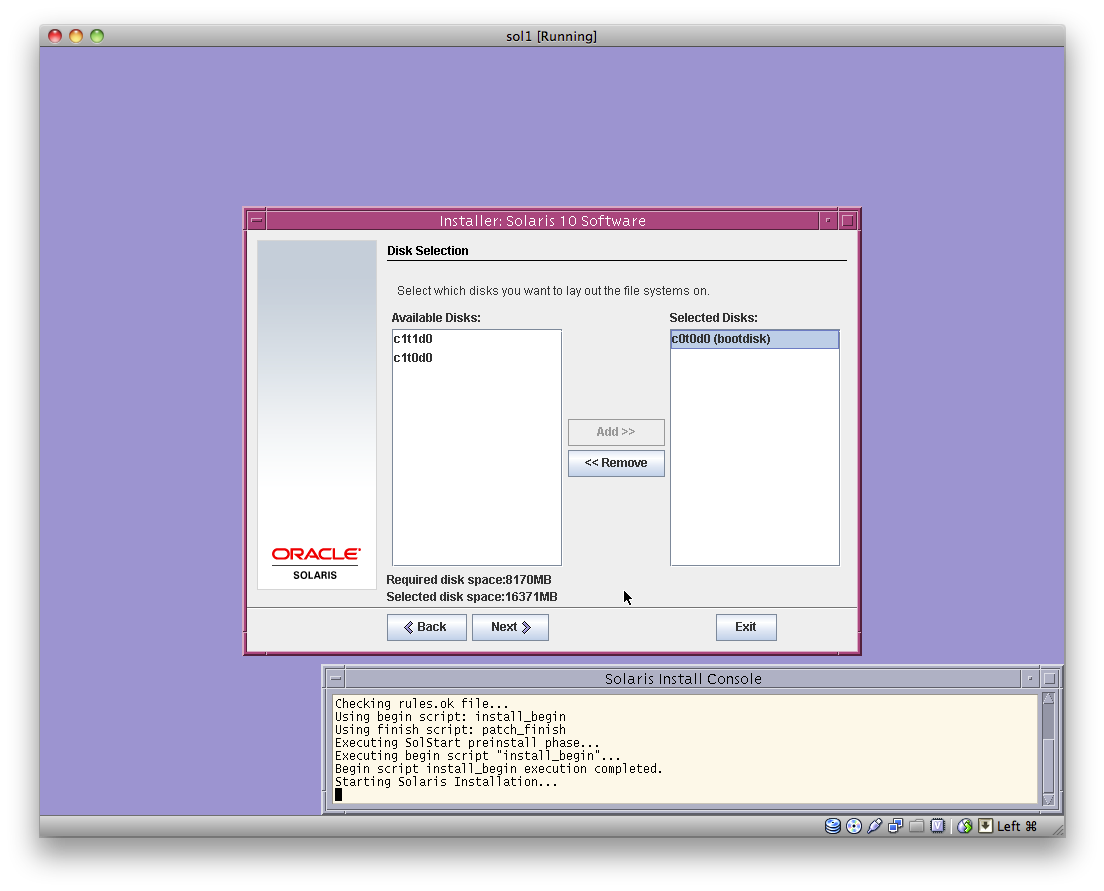 sol1 [Running]
Installer: Solaris 10 Software
Disk Selection
Select which disks you want to lay out the file systems on.
Available Disks:
Selected Disks:
c1t1d0
c1t0d0
c0t0d0 (bootdisk)
Add >>
<< Remove
ORACLE
SOLARIS
Required disk space:8170MB
Selected disk space:16371MB
Back
Next
Exit
Solaris Install Console
Checking rules.ok file...
Using begin script: install_begin
Using finish script: patch_finish
Executing SolStart preinstall phase...
Executing begin script "install_begin"...
Begin script install_begin execution completed.
Starting Solaris Installation...
Left ⌘